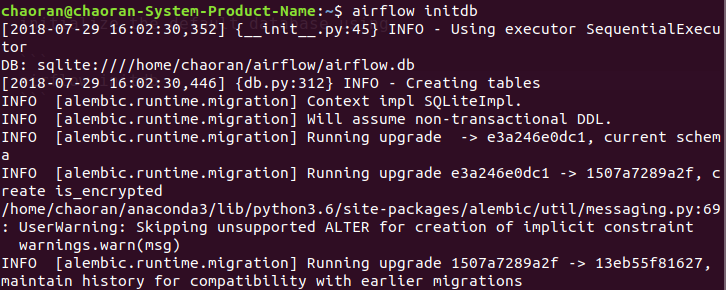 chaoran@chaoran-System-Product-Name:~$ airflow initdb
[2018-07-29 16:02:30,352] {__init__.py:45} INFO - Using executor SequentialExecu
tor
DB: sqlite:////home/chaoran/airflow/airflow.db
[2018-07-29 16:02:30,446] {db.py:312} INFO - Creating tables
INFO  [alembic.runtime.migration] Context impl SQLiteImpl.
INFO  [alembic.runtime.migration] Will assume non-transactional DDL.
INFO  [alembic.runtime.migration] Running upgrade  -> e3a246e0dc1, current schem
a
INFO  [alembic.runtime.migration] Running upgrade e3a246e0dc1 -> 1507a7289a2f, c
reate is_encrypted
/home/chaoran/anaconda3/lib/python3.6/site-packages/alembic/util/messaging.py:69
: UserWarning: Skipping unsupported ALTER for creation of implicit constraint
  warnings.warn(msg)
INFO  [alembic.runtime.migration] Running upgrade 1507a7289a2f -> 13eb55f81627,
maintain history for compatibility with earlier migrations